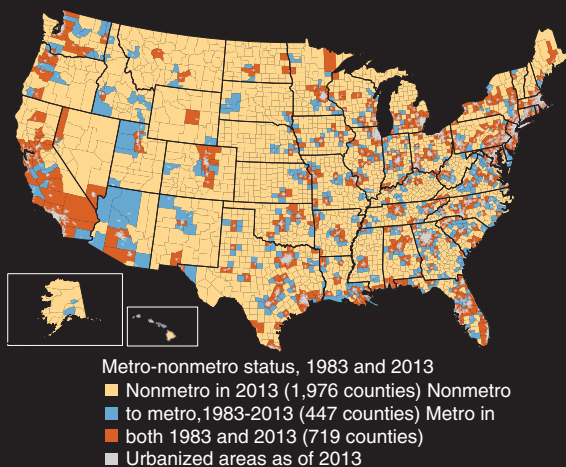 Metro-nonmetro status, 1983 and 2013
Nonmetro in 2013 (1,976 counties) Nonmetro
to metro,1983-2013 (447 counties) Metro in
both 1983 and 2013 (719 counties)
Urbanized areas as of 2013